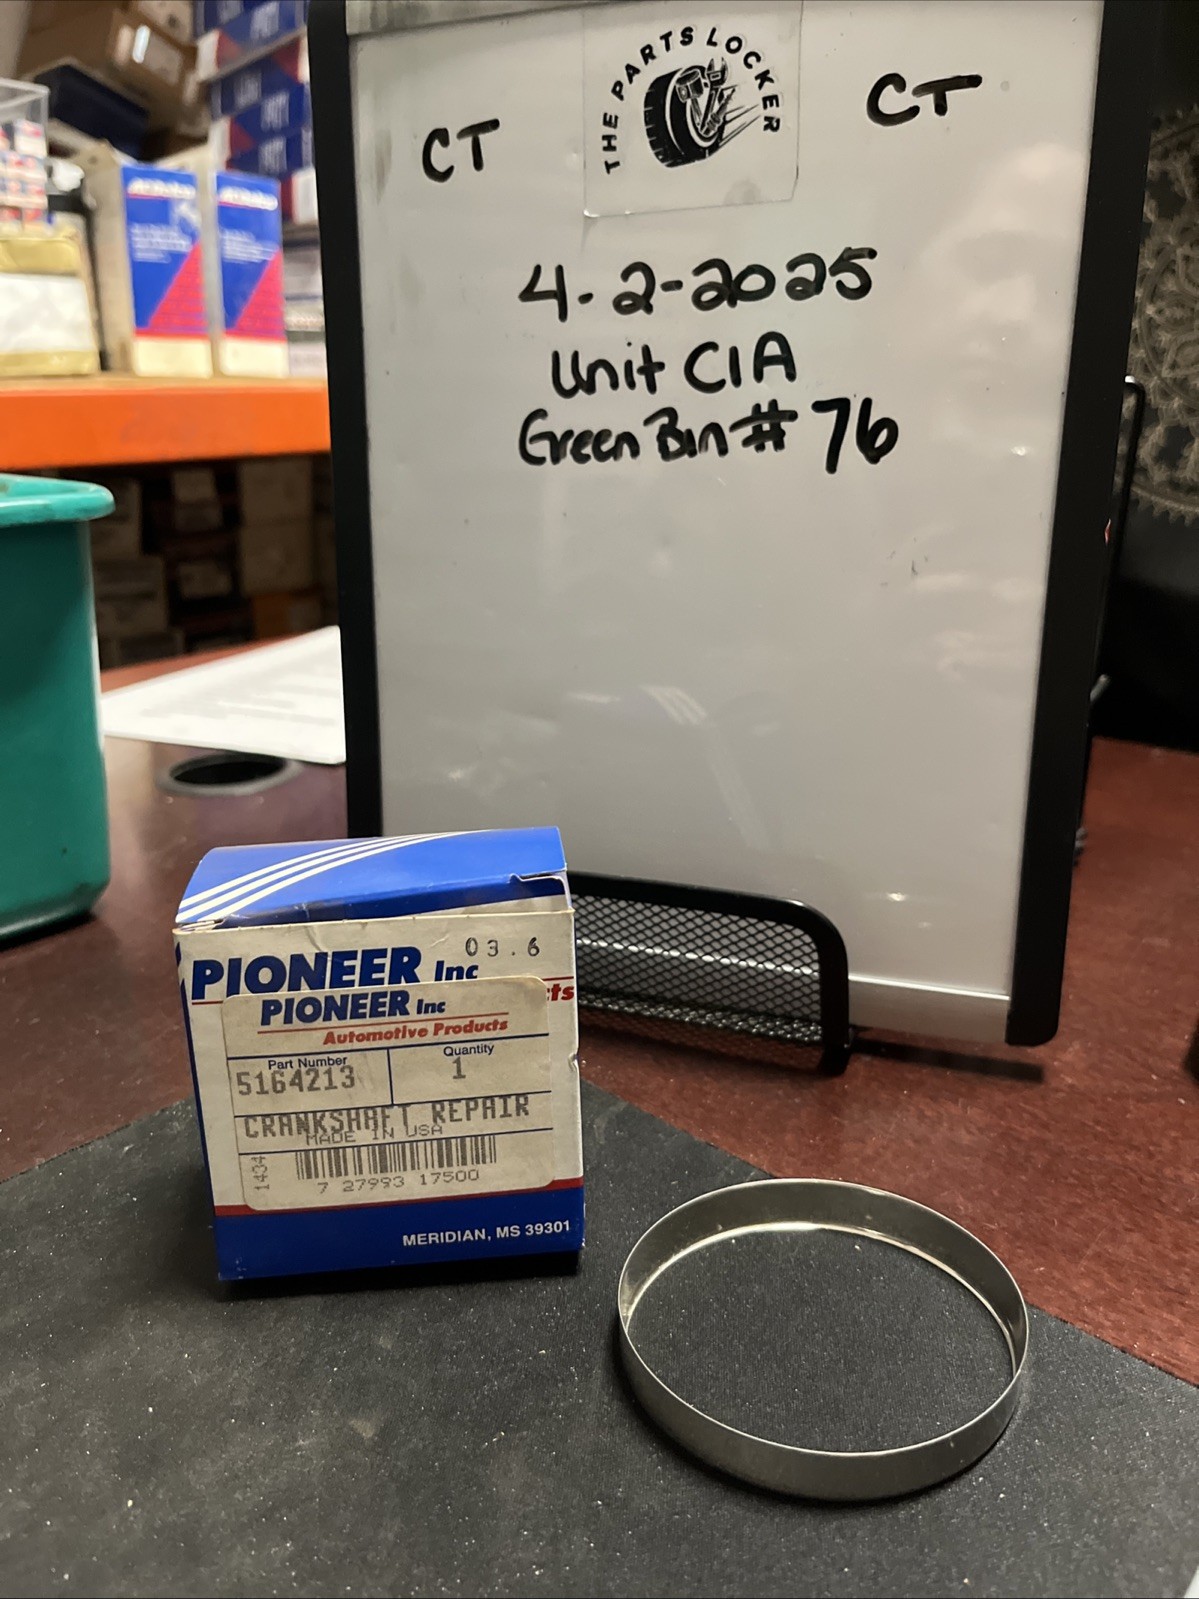 THE PARTS LOCKER
CT
CT
4-2-2025
Unit C1A
Green Bin # 76
03.6
PIONEER Inc
PIONEER Inc
Automotive Products
Part Number
Quantity
5164213
1
CRANKSHAFT REPAIR
MADE IN USA
1434
7 27993 17500
MERIDIAN, MS 39301